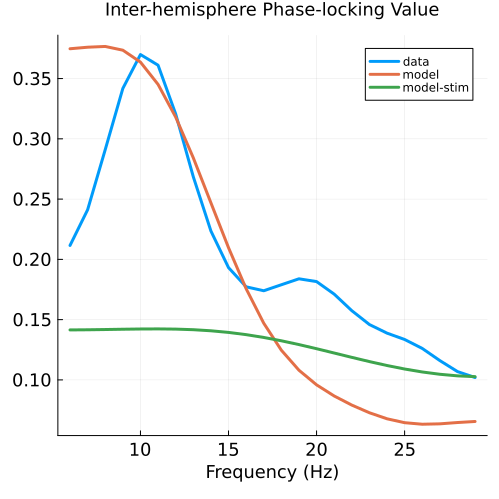 Inter-hemisphere Phase-locking Value
data
model
model-stim
0.35
0.30
0.25
0.20
0.15
0.10
10 15 20 25
Frequency (Hz)